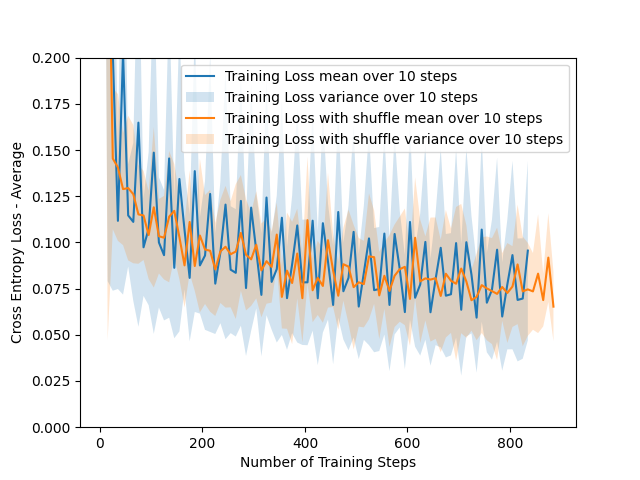 0.200
0.175
0.150
0.125
0.100
0.075
0.050
0.025
0.000
Cross Entropy Loss - Average
Training Loss mean over 10 steps
Training Loss variance over 10 steps
Training Loss with shuffle mean over 10 steps
Training Loss with shuffle variance over 10 steps
0 200 400 600 800
Number of Training Steps